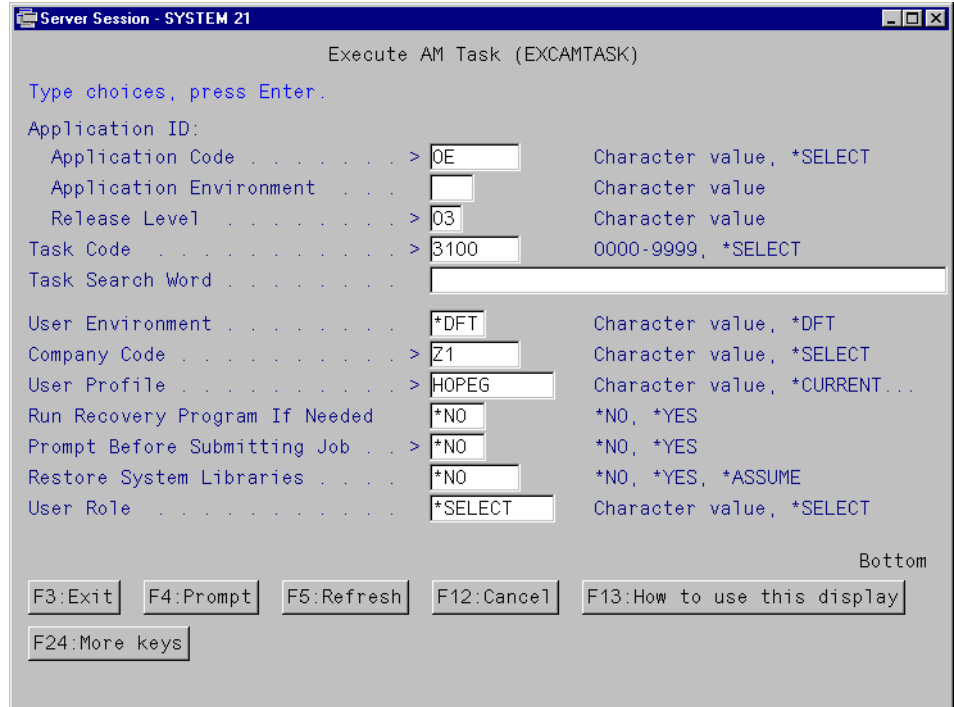 Server Session - SYSTEM 21
Execute AM Task (EXCAMTASK)
Type choices, press Enter.
Application ID:
Application Code . . . . . . . > OE Character value, *SELECT
Application Environment . . . Character value
Release Level . . . . . . . . > 03 Character value
Task Code . . . . . . . . . . . > 3100 0000-9999, *SELECT
Task Search Word . . . . . . . .
User Environment . . . . . . . . *DFT Character value, *DFT
Company Code . . . . . . . . . . > Z1 Character value, *SELECT
User Profile . . . . . . . . . . > HOPEG Character value, *CURRENT...
Run Recovery Program If Needed *NO *NO, *YES
Prompt Before Submitting Job . . > *NO *NO, *YES
Restore System Libraries . . . . *NO *NO, *YES, *ASSUME
User Role . . . . . . . . . . . *SELECT Character value, *SELECT
Bottom
F3:Exit F4:Prompt F5:Refresh F12:Cancel F13:How to use this display
F24:More keys